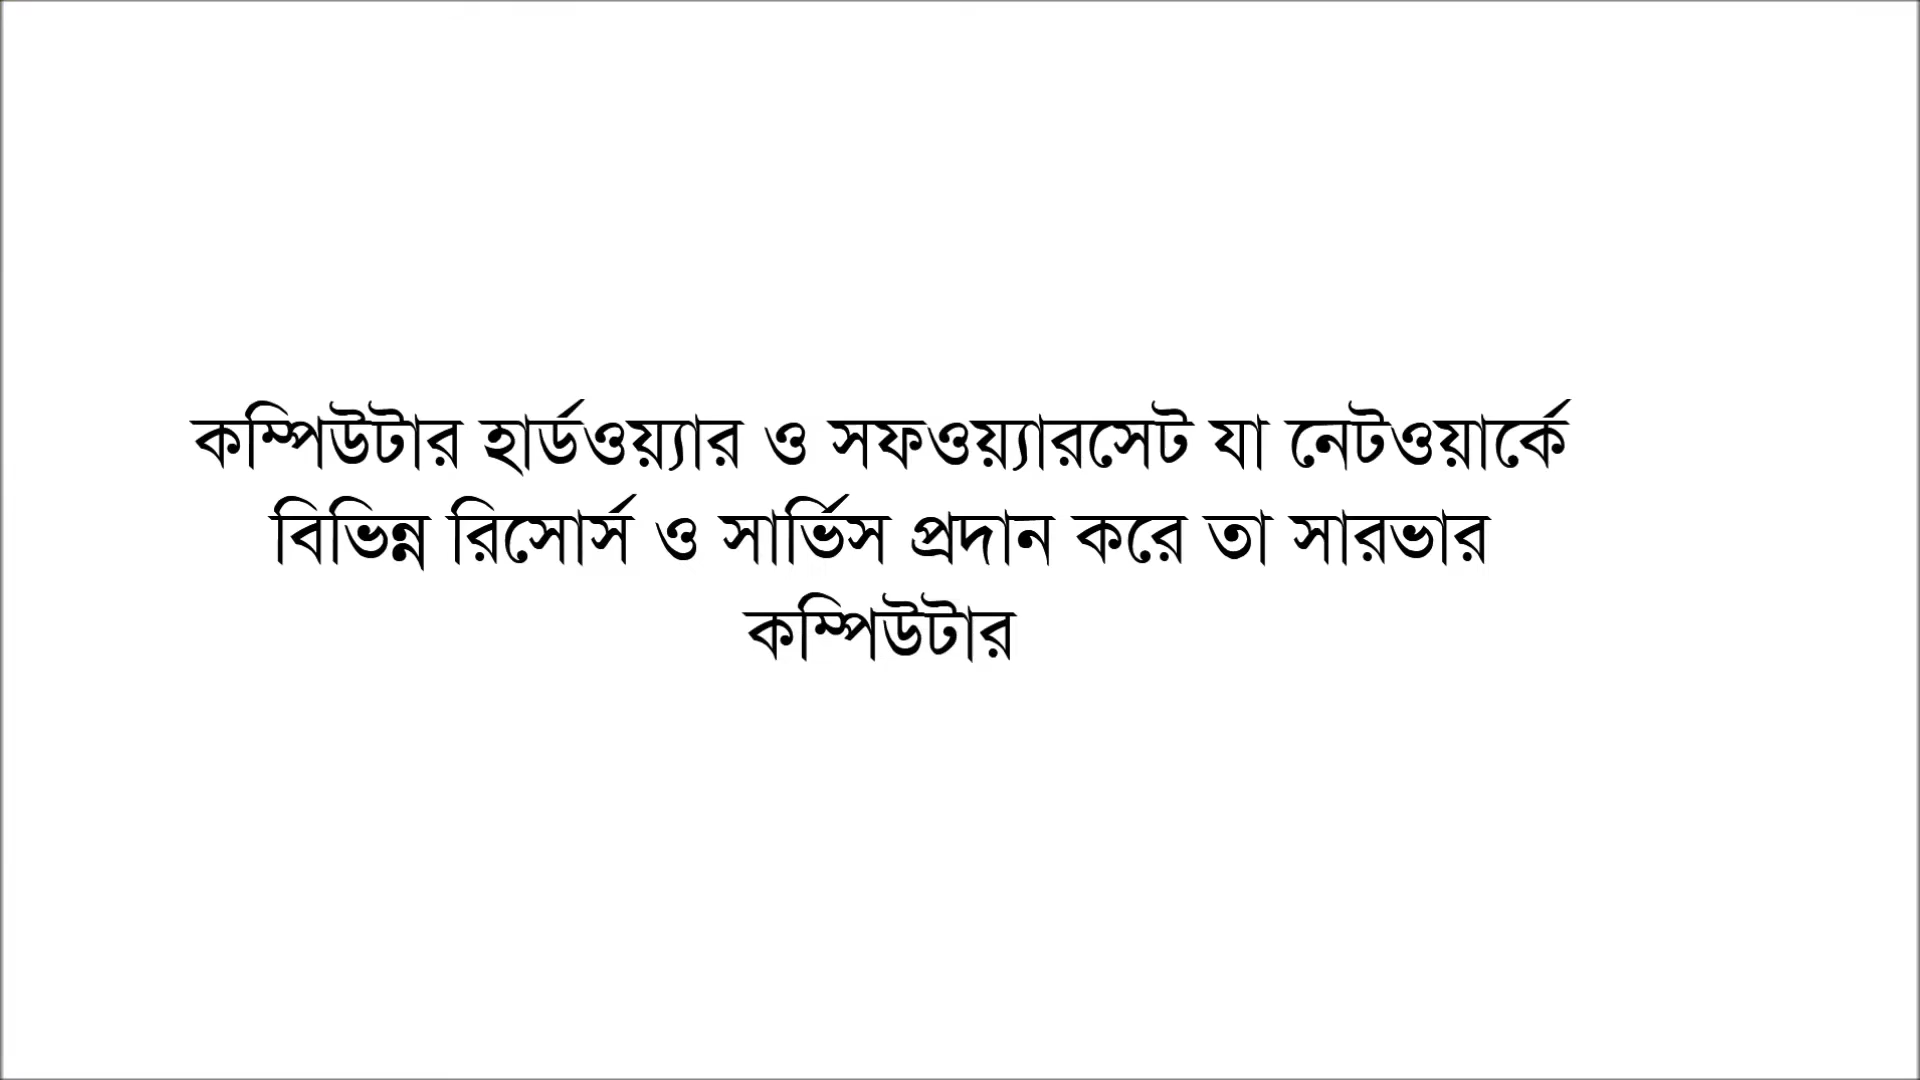 কম্পিউটার হার্ডওয়্যার ও সফওয়্যারসেট যা নেটওয়ার্কে
বিভিন্ন রিসোর্স ও সার্ভিস প্রদান করে তা সারভার
কম্পিউটার